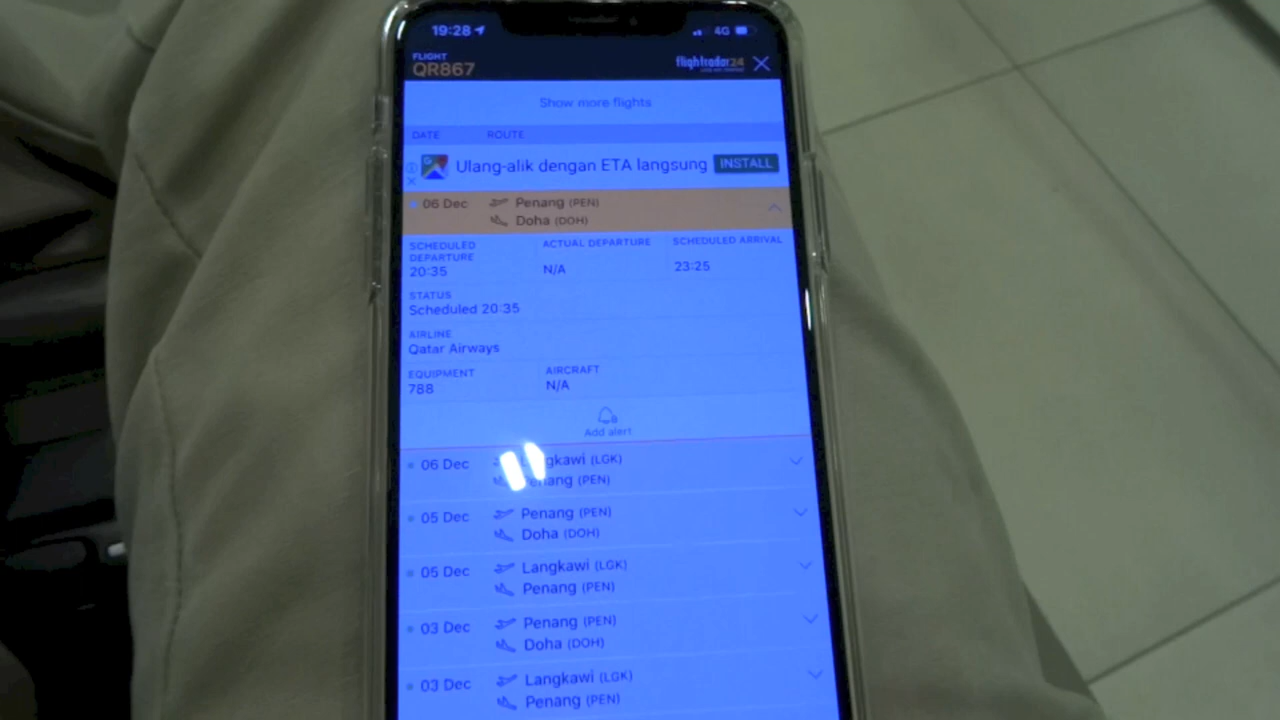 19:28
4G
FLIGHT
QR867
flightradar24
Show more flights
DATE ROUTE
Ulang-alik dengan ETA langsung INSTALL
06 Dec Penang (PEN)
Doha (DOH)
SCHEDULED DEPARTURE
20:35
ACTUAL DEPARTURE
N/A
SCHEDULED ARRIVAL
23:25
STATUS
Scheduled 20:35
AIRLINE
Qatar Airways
EQUIPMENT
788
AIRCRAFT
N/A
Add alert
06 Dec (LGK)
(PEN)
05 Dec Penang (PEN)
Doha (DOH)
05 Dec Langkawi (LGK)
Penang (PEN)
03 Dec Penang (PEN)
Doha (DOH)
03 Dec Langkawi (LGK)
Penang (PEN)